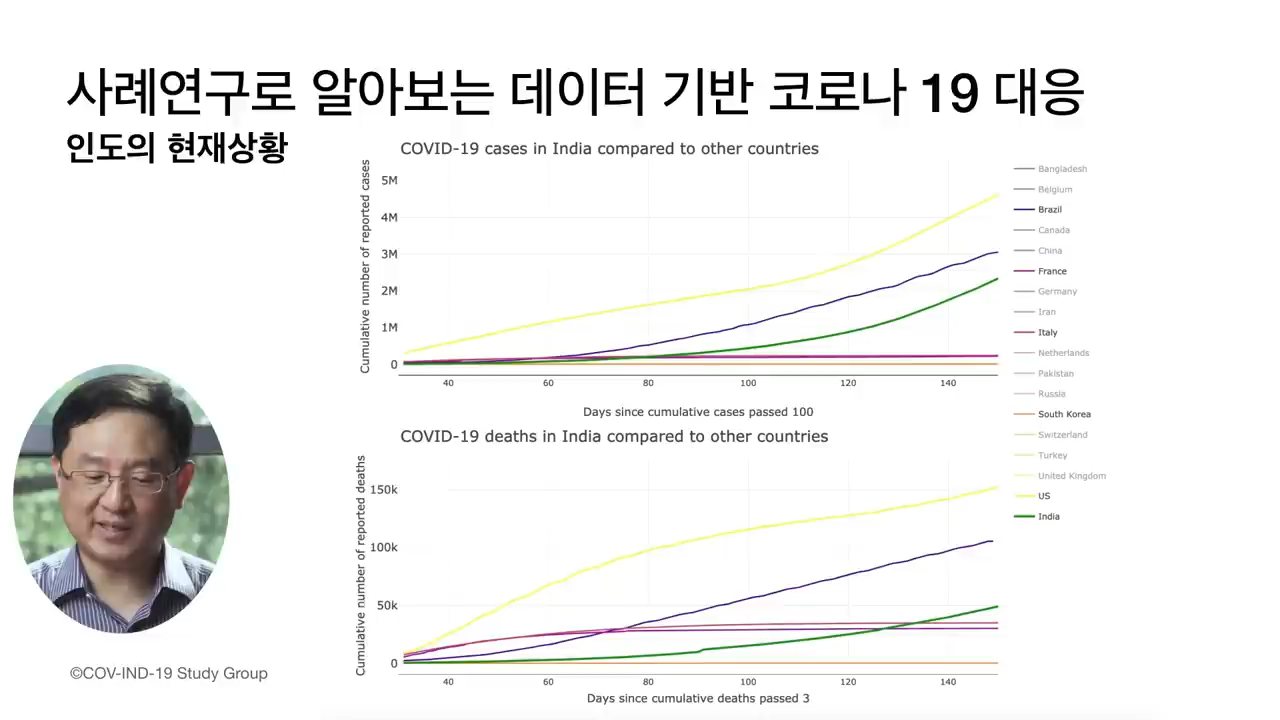 사례연구로 알아보는 데이터 기반 코로나 19 대응
인도의 현재상황
COVID-19 cases in India compared to other countries
Cumulative number of reported cases
5M
4M
3M
2M
1M
0
40 60 80 100 120 140
Days since cumulative cases passed 100
COVID-19 deaths in India compared to other countries
Cumulative number of reported deaths
150k
100k
50k
0
40 60 80 100 120 140
Days since cumulative deaths passed 3
Bangladesh
Belgium
Brazil
Canada
China
France
Germany
Iran
Italy
Netherlands
Pakistan
Russia
South Korea
Switzerland
Turkey
United Kingdom
US
India
©COV-IND-19 Study Group